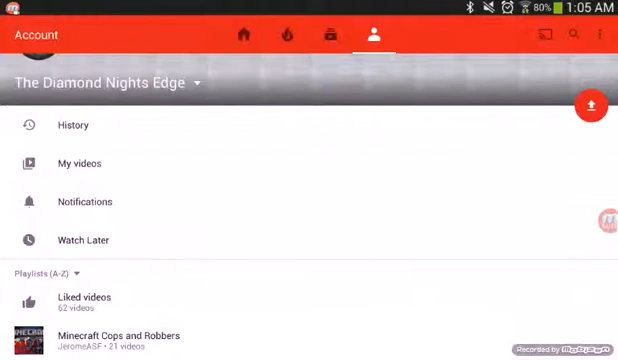 80% 1:05 AM
Account
The Diamond Nights Edge
History
My videos
Notifications
Watch Later
Playlists (A-Z)
Liked videos
62 videos
Minecraft Cops and Robbers
JeromeASF • 21 videos
Recorded by mobizen